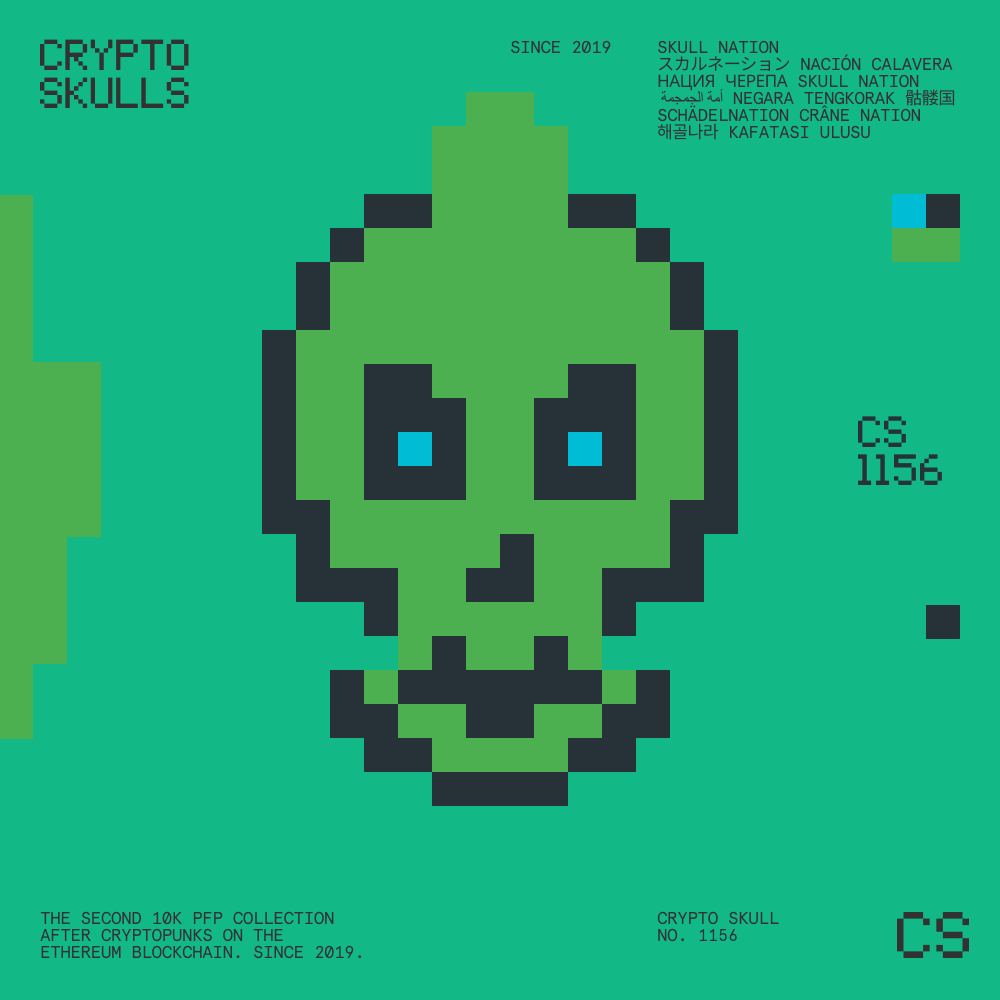 CRYPTO
SKULLS
SINCE 2019
SKULL NATION
スカルネーション NACIÓN CALAVERA
НАЦИЯ ЧЕРЕПА SKULL NATION
أمة الجمجمة NEGARA TENGKORAK 骷髅国
SCHÄDELNATION CRÂNE NATION
해골나라 KAFATASI ULUSU
CS
1156
THE SECOND 10K PFP COLLECTION
AFTER CRYPTOPUNKS ON THE
ETHEREUM BLOCKCHAIN. SINCE 2019.
CRYPTO SKULL
NO. 1156
CS